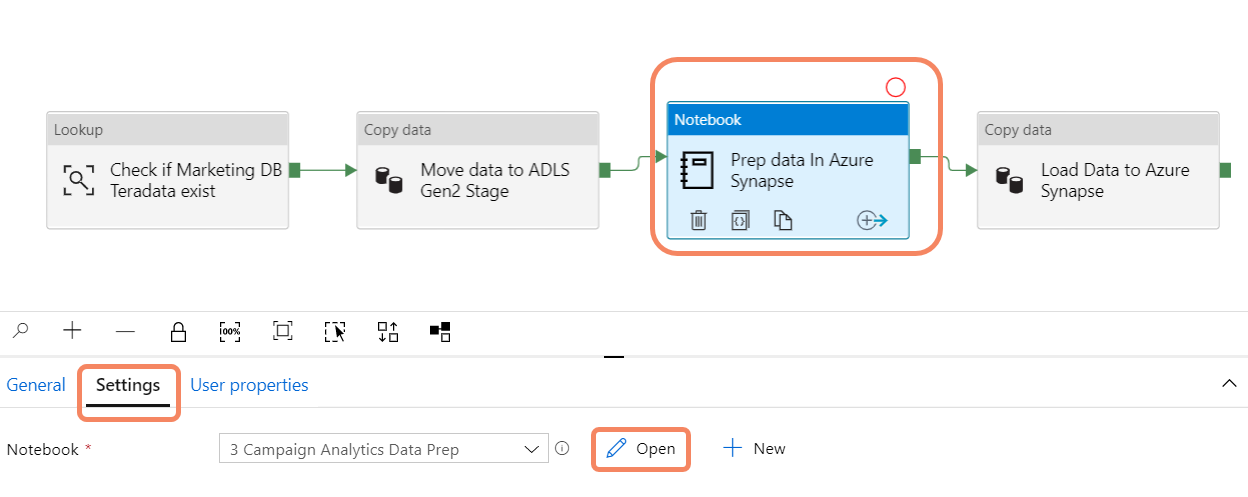 Lookup
Check if Marketing DB
Teradata exist
Copy data
Move data to ADLS
Gen2 Stage
Notebook
Prep data In Azure
Synapse
{}
Copy data
Load Data to Azure
Synapse
100%
General
Settings
User properties
Notebook *
3 Campaign Analytics Data Prep
Open
New